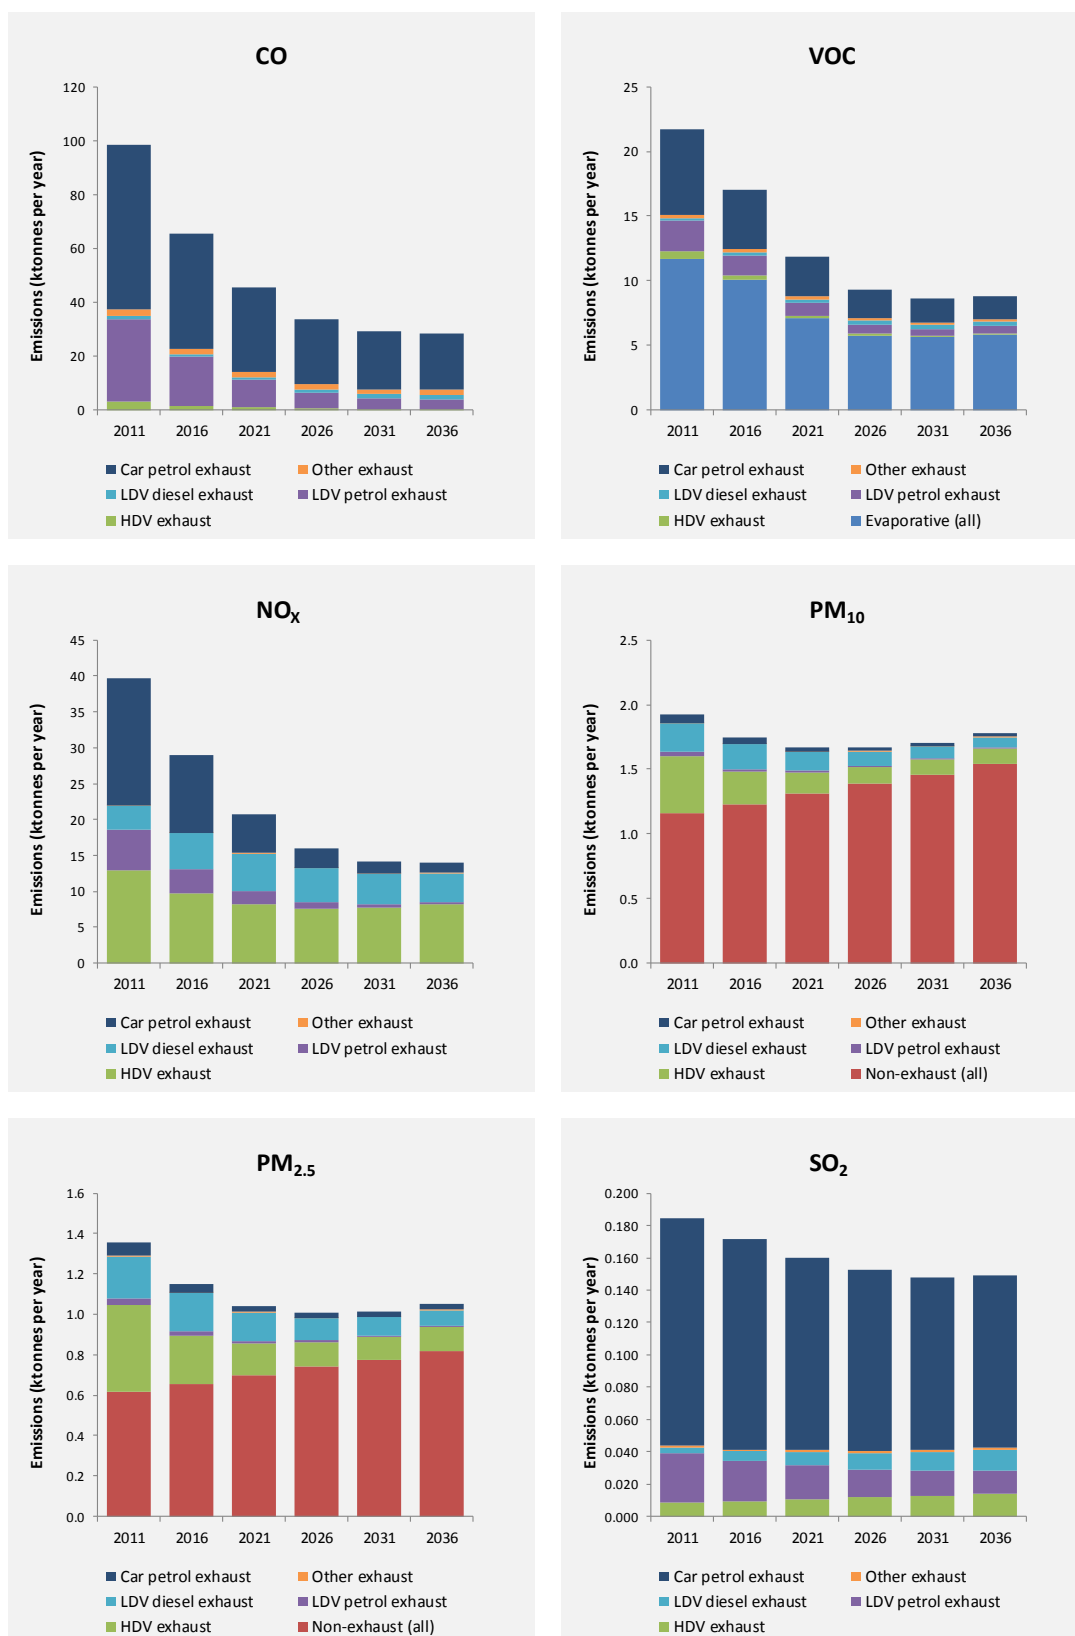 CO
Emissions (ktonnes per year)
120
100
80
60
40
20
0
2011 2016 2021 2026 2031 2036
Car petrol exhaust Other exhaust
LDV diesel exhaust LDV petrol exhaust
HDV exhaust
VOC
Emissions (ktonnes per year)
25
20
15
10
5
0
2011 2016 2021 2026 2031 2036
Car petrol exhaust Other exhaust
LDV diesel exhaust LDV petrol exhaust
HDV exhaust Evaporative (all)
NOX
Emissions (ktonnes per year)
45
40
35
30
25
20
15
10
5
0
2011 2016 2021 2026 2031 2036
Car petrol exhaust Other exhaust
LDV diesel exhaust LDV petrol exhaust
HDV exhaust
PM10
Emissions (ktonnes per year)
2.5
2.0
1.5
1.0
0.5
0.0
2011 2016 2021 2026 2031 2036
Car petrol exhaust Other exhaust
LDV diesel exhaust LDV petrol exhaust
HDV exhaust Non-exhaust (all)
PM2.5
Emissions (ktonnes per year)
1.6
1.4
1.2
1.0
0.8
0.6
0.4
0.2
0.0
2011 2016 2021 2026 2031 2036
Car petrol exhaust Other exhaust
LDV diesel exhaust LDV petrol exhaust
HDV exhaust Non-exhaust (all)
SO2
Emissions (ktonnes per year)
0.200
0.180
0.160
0.140
0.120
0.100
0.080
0.060
0.040
0.020
0.000
2011 2016 2021 2026 2031 2036
Car petrol exhaust Other exhaust
LDV diesel exhaust LDV petrol exhaust
HDV exhaust